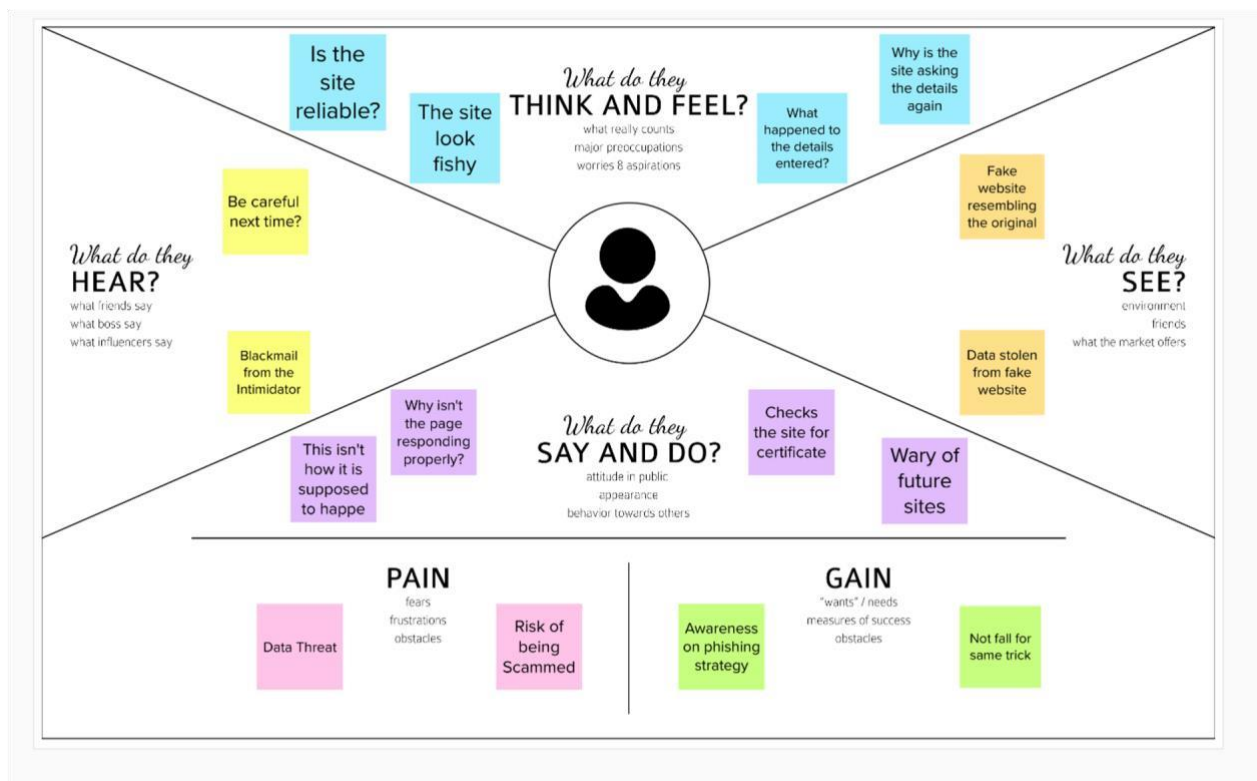 Is the
site
reliable?
The site
look
fishy
What do they
THINK AND FEEL?
what really counts
major preoccupations
worries & aspirations
What
happened to
the details
entered?
Why is the
site asking
the details
again
Be careful
next time?
What do they
HEAR?
what friends say
what boss say
what influencers say
Blackmail
from the
Intimidator
Fake
website
resembling
the original
What do they
SEE?
environment
friends
what the market offers
Data stolen
from fake
website
This isn't
how it is
supposed
to happe
Why isn't
the page
responding
properly?
What do they
SAY AND DO?
attitude in public
appearance
behavior towards others
Checks
the site for
certificate
Wary of
future
sites
PAIN
fears
frustrations
obstacles
Data Threat
Risk of
being
Scammed
GAIN
"wants" / needs
measures of success
obstacles
Awareness
on phishing
strategy
Not fall for
same trick